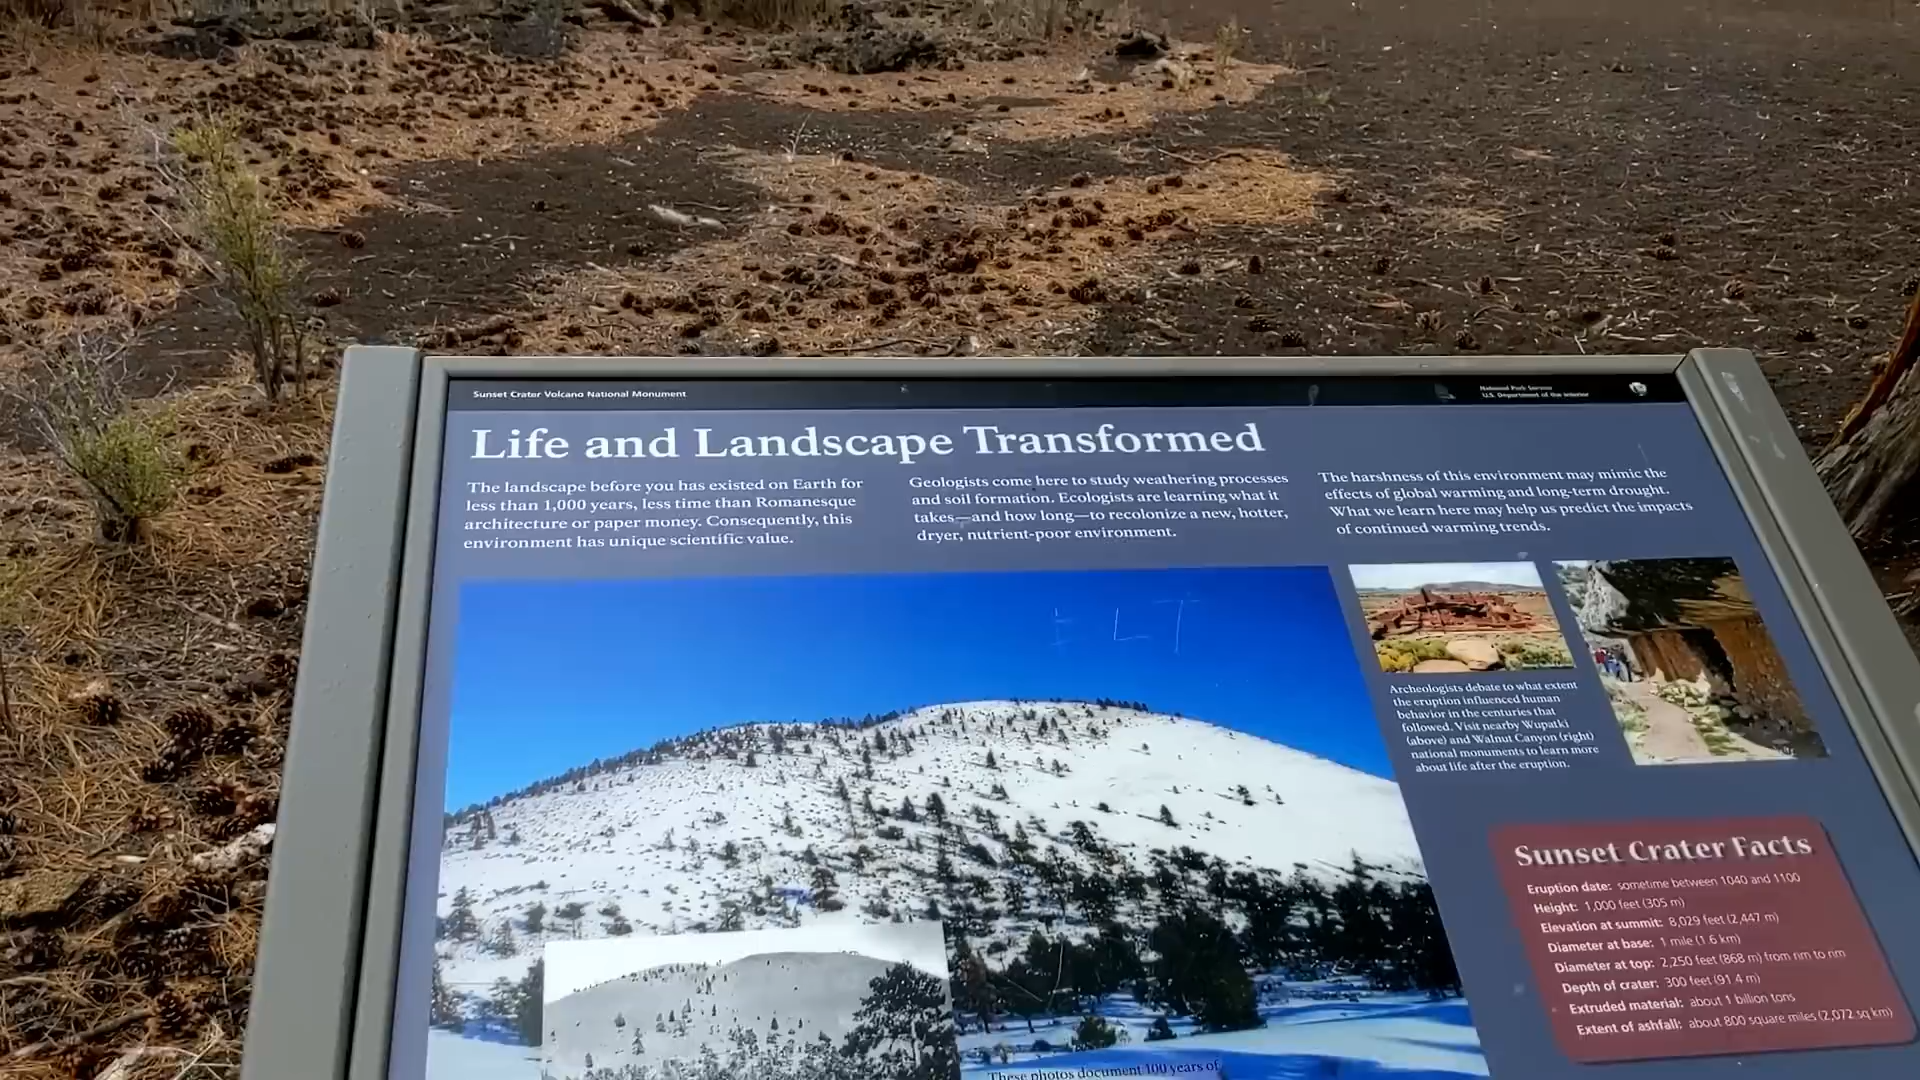 Sunset Crater Volcano National Monument
National Park Service
U.S. Department of the Interior
Life and Landscape Transformed
The landscape before you has existed on Earth for
less than 1,000 years, less time than Romanesque
architecture or paper money. Consequently, this
environment has unique scientific value.
Geologists come here to study weathering processes
and soil formation. Ecologists are learning what it
takes—and how long—to recolonize a new, hotter,
dryer, nutrient-poor environment.
The harshness of this environment may mimic the
effects of global warming and long-term drought.
What we learn here may help us predict the impacts
of continued warming trends.
Archeologists debate to what extent
the eruption influenced human
behavior in the centuries that
followed. Visit nearby Wupatki
(above) and Walnut Canyon (right)
national monuments to learn more
about life after the eruption.
Sunset Crater Facts
Eruption date: sometime between 1040 and 1100
Height: 1,000 feet (305 m)
Elevation at summit: 8,029 feet (2,447 m)
Diameter at base: 1 mile (1.6 km)
Diameter at top: 2,250 feet (868 m) from rim to rim
Depth of crater: 300 feet (91.4 m)
Extruded material: about 1 billion tons
Extent of ashfall: about 800 square miles (2,072 sq km)
These photos document 100 years of